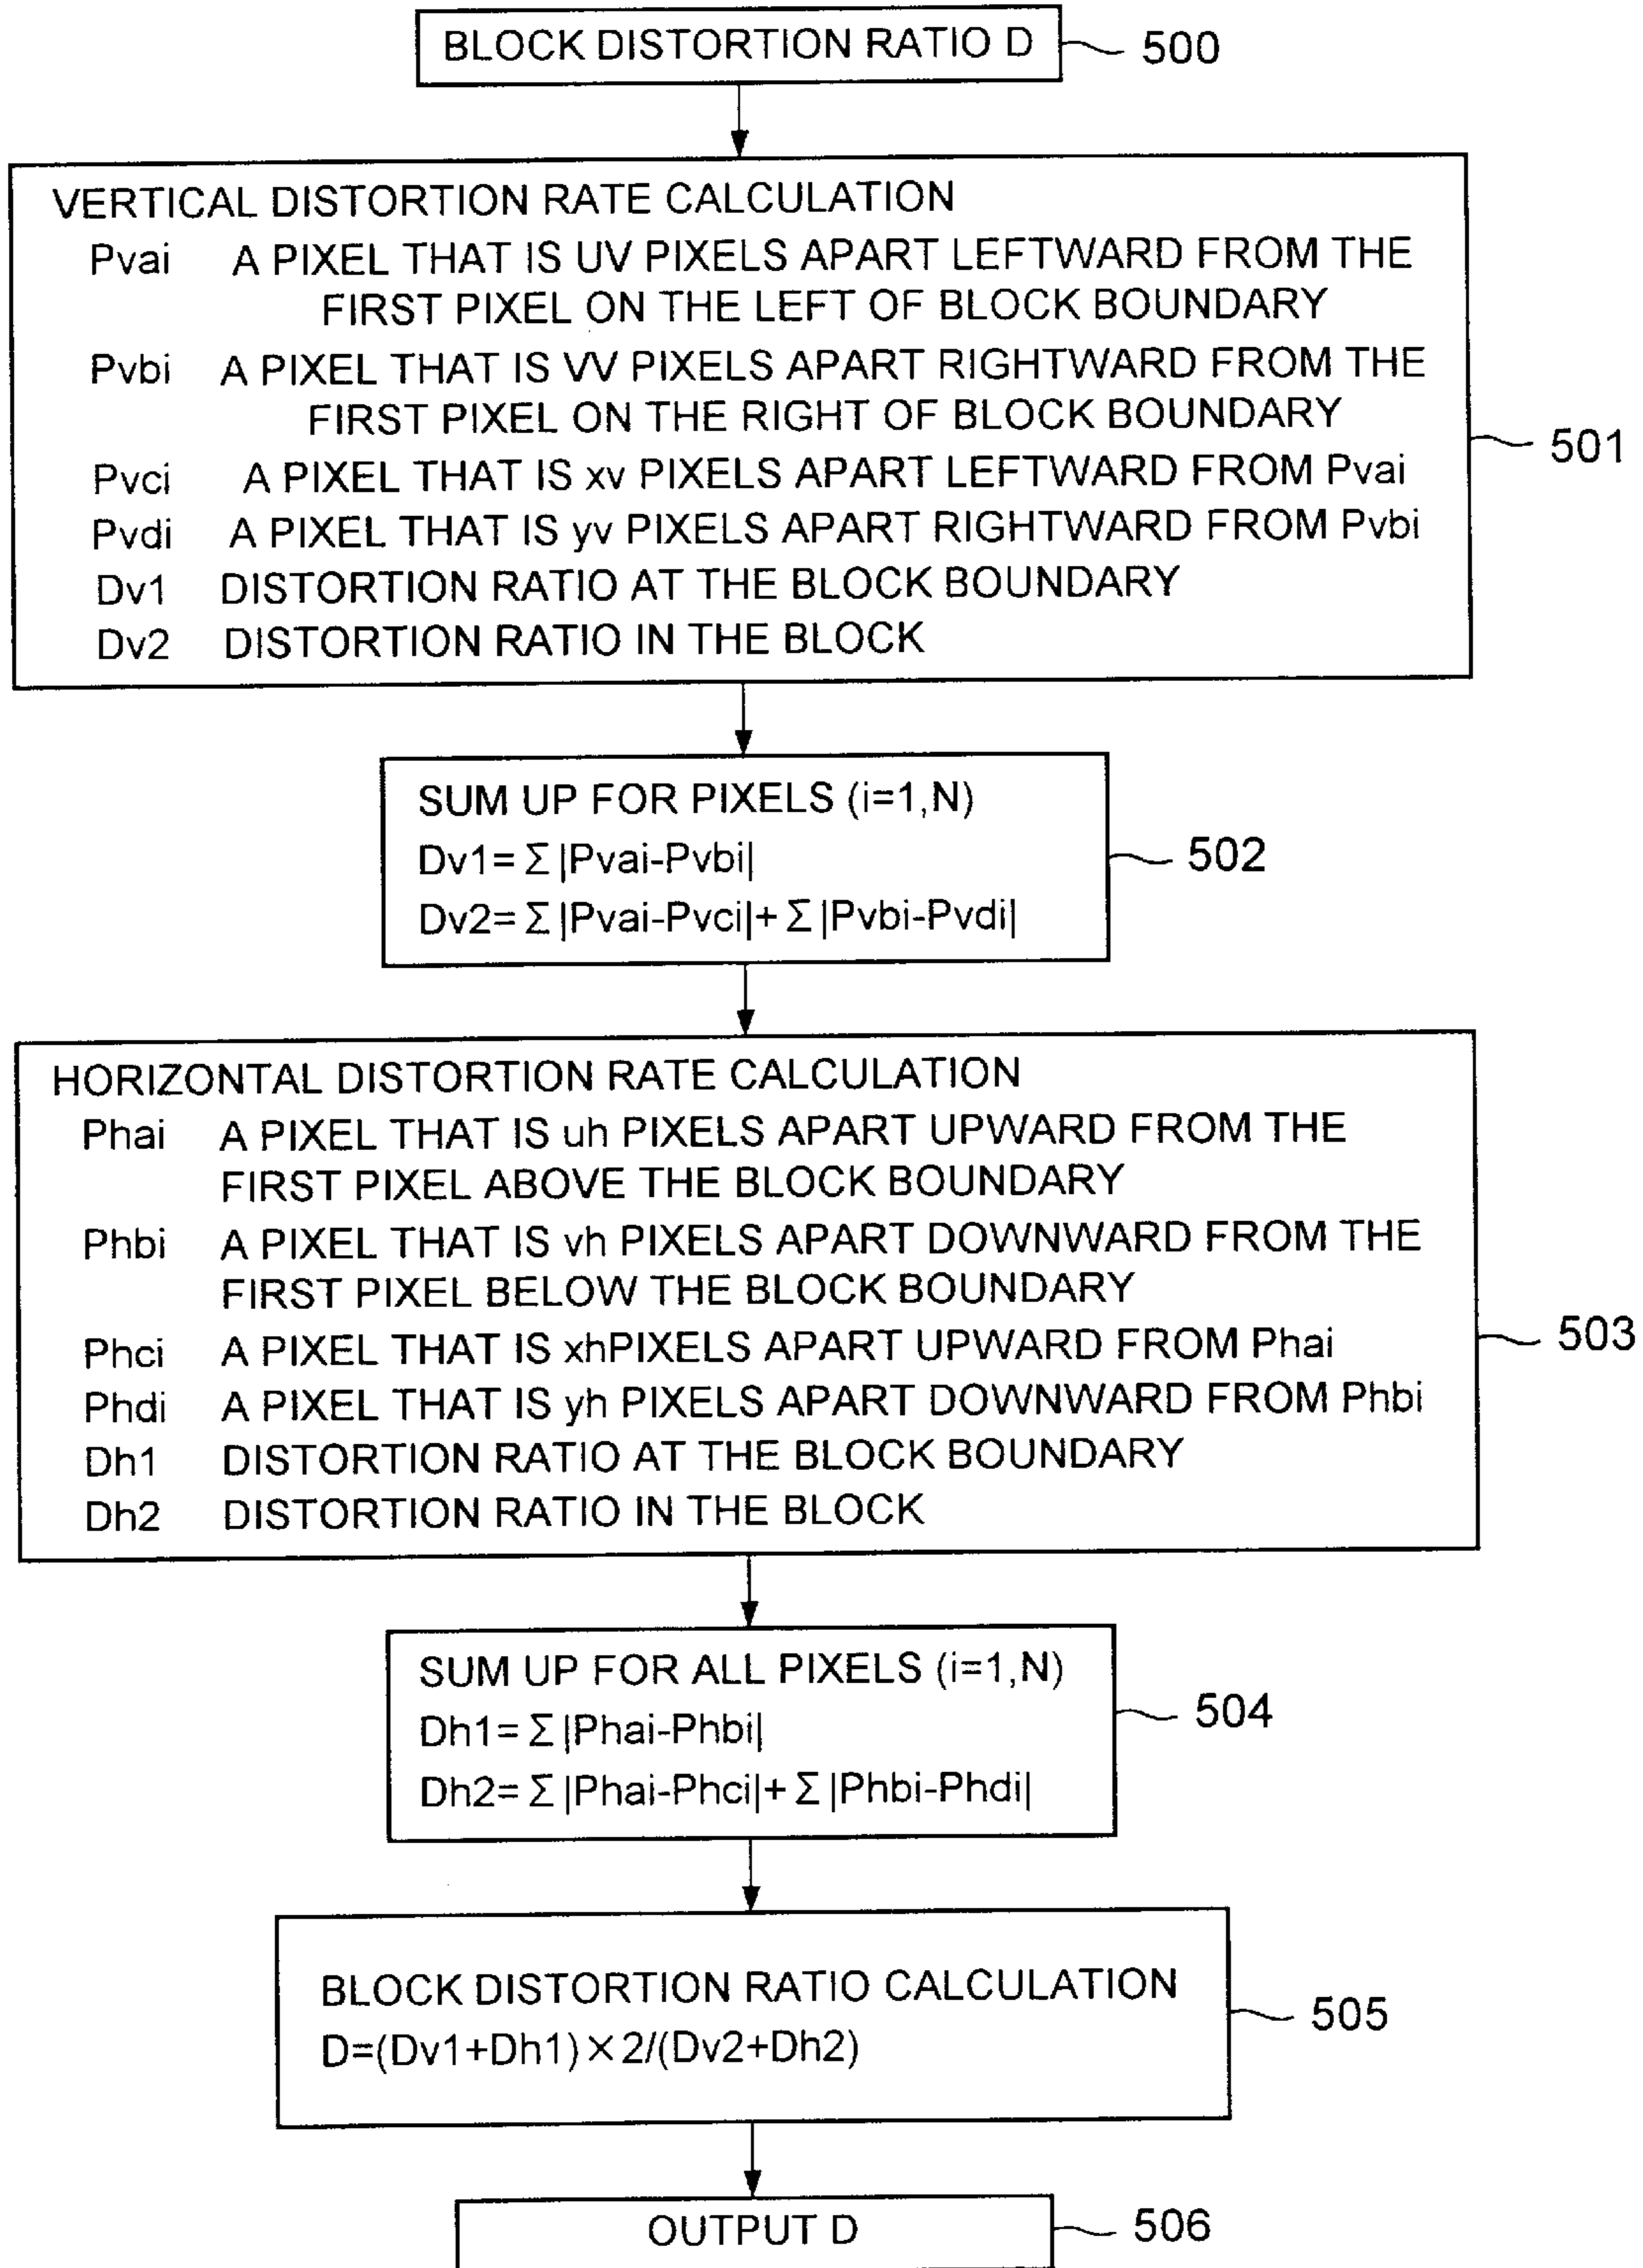 BLOCK DISTORTION RATIO D
500
VERTICAL DISTORTION RATE CALCULATION
Pvai A PIXEL THAT IS UV PIXELS APART LEFTWARD FROM THE
FIRST PIXEL ON THE LEFT OF BLOCK BOUNDARY
Pvbi A PIXEL THAT IS VV PIXELS APART RIGHTWARD FROM THE
FIRST PIXEL ON THE RIGHT OF BLOCK BOUNDARY
Pvci A PIXEL THAT IS xv PIXELS APART LEFTWARD FROM Pvai
Pvdi A PIXEL THAT IS yv PIXELS APART RIGHTWARD FROM Pvbi
Dv1 DISTORTION RATIO AT THE BLOCK BOUNDARY
Dv2 DISTORTION RATIO IN THE BLOCK
501
SUM UP FOR PIXELS (i=1,N)
Dv1=Σ|Pvai-Pvbi|
Dv2=Σ|Pvai-Pvci|+Σ|Pvbi-Pvdi|
502
HORIZONTAL DISTORTION RATE CALCULATION
Phai A PIXEL THAT IS uh PIXELS APART UPWARD FROM THE
FIRST PIXEL ABOVE THE BLOCK BOUNDARY
Phbi A PIXEL THAT IS vh PIXELS APART DOWNWARD FROM THE
FIRST PIXEL BELOW THE BLOCK BOUNDARY
Phci A PIXEL THAT IS xhPIXELS APART UPWARD FROM Phai
Phdi A PIXEL THAT IS yh PIXELS APART DOWNWARD FROM Phbi
Dh1 DISTORTION RATIO AT THE BLOCK BOUNDARY
Dh2 DISTORTION RATIO IN THE BLOCK
503
SUM UP FOR ALL PIXELS (i=1,N)
Dh1=Σ|Phai-Phbi|
Dh2=Σ|Phai-Phci|+Σ|Phbi-Phdi|
504
BLOCK DISTORTION RATIO CALCULATION
D=(Dv1+Dh1)×2/(Dv2+Dh2)
505
OUTPUT D
506